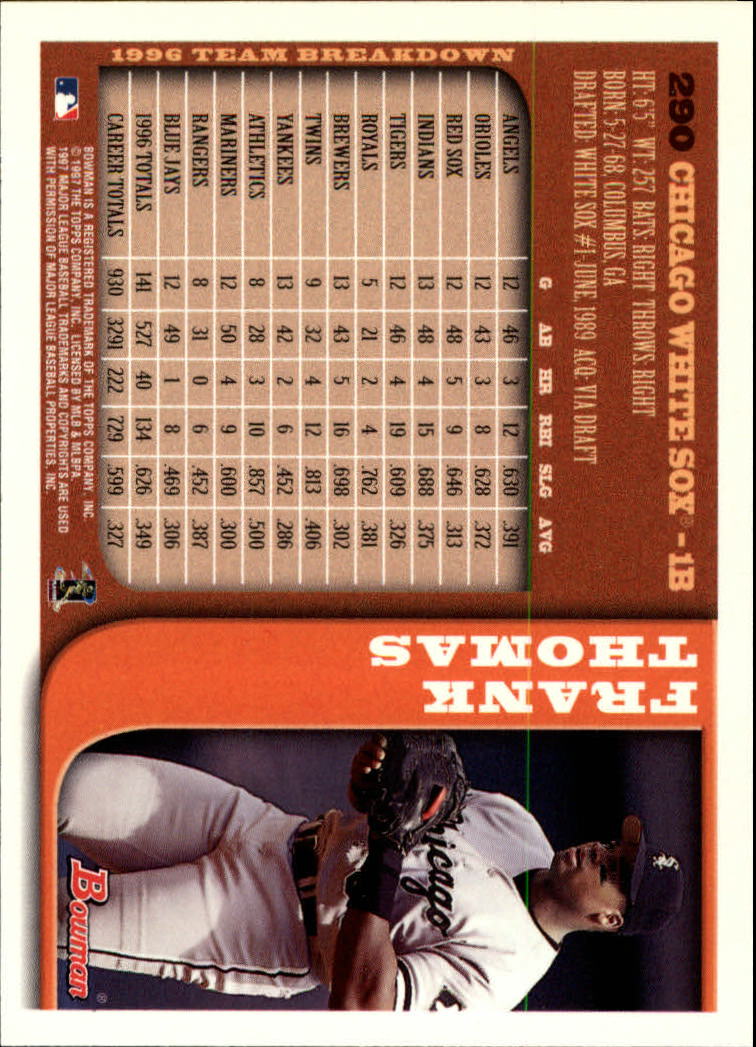 290 CHICAGO WHITE SOX® - 1B
HT: 6'5" WT: 257 BATS: RIGHT THROWS: RIGHT
BORN: 5-27-68, COLUMBUS, GA
DRAFTED: WHITE SOX #1-JUNE, 1989 ACQ: VIA DRAFT
1996 TEAM BREAKDOWN
G AB HR RBI SLG AVG
ANGELS 12 46 3 12 .630 .391
ORIOLES 12 43 3 8 .628 .372
RED SOX 12 48 5 9 .646 .313
INDIANS 13 48 4 15 .688 .375
TIGERS 12 46 4 19 .609 .326
ROYALS 5 21 2 4 .762 .381
BREWERS 13 43 5 16 .698 .302
TWINS 9 32 4 12 .813 .406
YANKEES 13 42 2 6 .452 .286
ATHLETICS 8 28 3 10 .857 .500
MARINERS 12 50 4 9 .600 .300
RANGERS 8 31 0 6 .452 .387
BLUE JAYS 12 49 1 8 .469 .306
1996 TOTALS 141 527 40 134 .626 .349
CAREER TOTALS 930 3291 222 729 .599 .327
BOWMAN IS A REGISTERED TRADEMARK OF THE TOPPS COMPANY, INC.
© 1997 THE TOPPS COMPANY, INC. LICENSED BY MLB & MLBPA.
1997 MAJOR LEAGUE BASEBALL TRADEMARKS AND COPYRIGHTS ARE USED
WITH PERMISSION OF MAJOR LEAGUE BASEBALL PROPERTIES, INC.
FRANK
THOMAS
Chicago
Sox
Bowman®